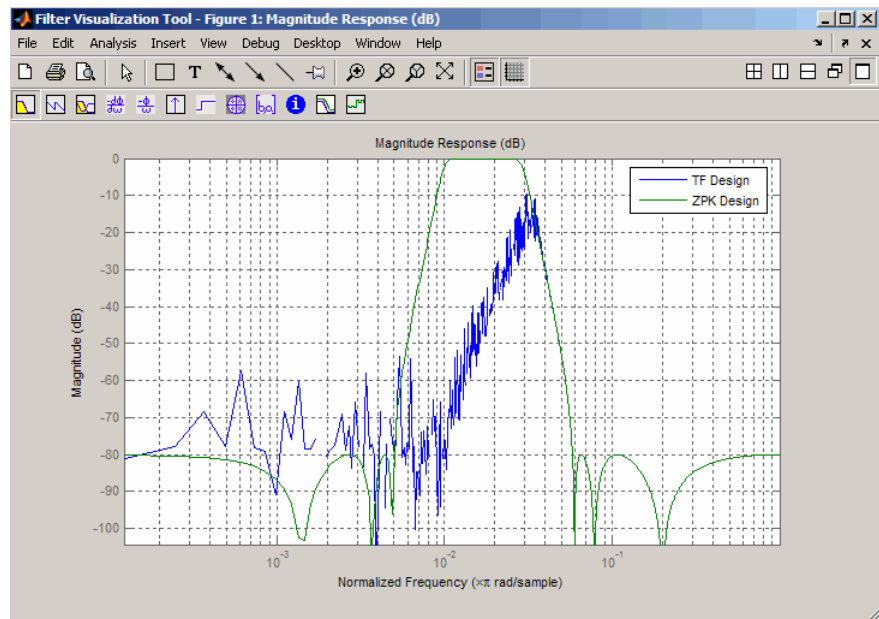 Filter Visualization Tool - Figure 1: Magnitude Response (dB)
File Edit Analysis Insert View Debug Desktop Window Help
T
[b,a]
i
Magnitude Response (dB)
TF Design
ZPK Design
0
-10
-20
-30
-40
-50
-60
-70
-80
-90
-100
Magnitude (dB)
10⁻³
10⁻²
10⁻¹
Normalized Frequency (×π rad/sample)